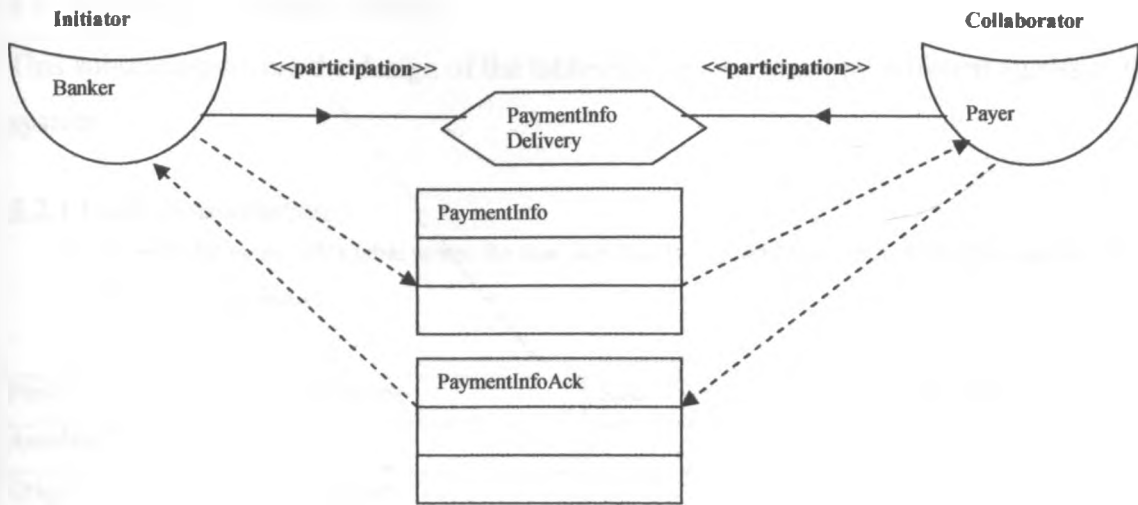 Initiator
Collaborator
<<participation>>
<<participation>>
Banker
PaymentInfo
Delivery
Payer
PaymentInfo
PaymentInfoAck